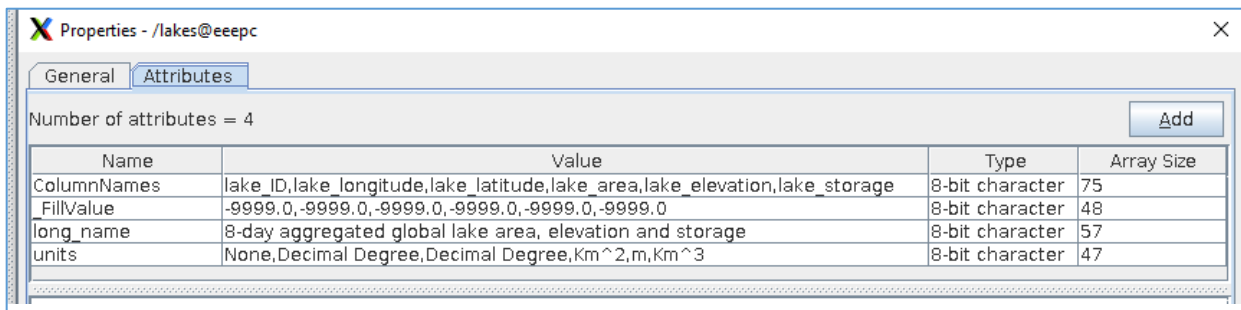 Properties - /lakes@eeepc
General Attributes
Number of attributes = 4 Add
Name Value Type Array Size
ColumnNames lake_ID,lake_longitude,lake_latitude,lake_area,lake_elevation,lake_storage 8-bit character 75
_FillValue -9999.0,-9999.0,-9999.0,-9999.0,-9999.0,-9999.0 8-bit character 48
long_name 8-day aggregated global lake area, elevation and storage 8-bit character 57
units None,Decimal Degree,Decimal Degree,Km^2,m,Km^3 8-bit character 47